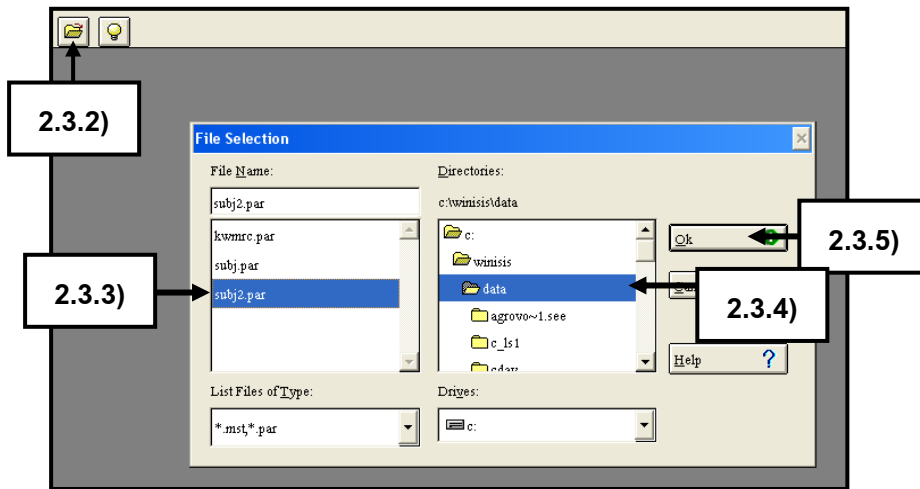 2.3.2)
File Selection
File Name:
subj2.par
kwmrc.par
subj.par
subj2.par
2.3.3)
List Files of Type:
*.mst,*.par
Directories:
c:\winisis\data
c:
winisis
data
agrovo~1.see
c_ls1
Drives:
c:
Ok
2.3.5)
2.3.4)
Help ?